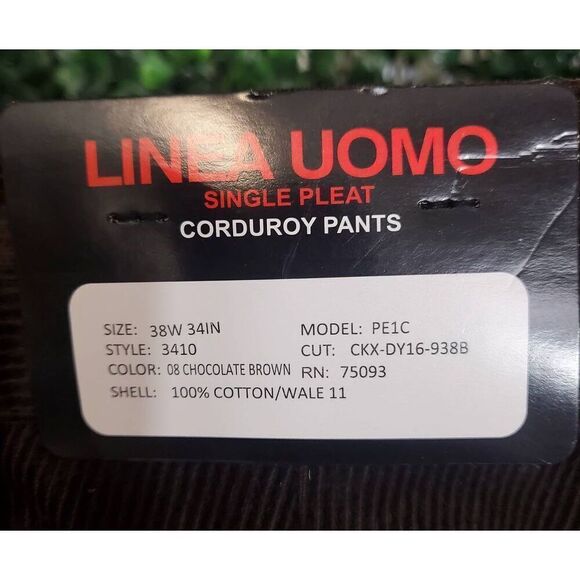 LINEA UOMO
SINGLE PLEAT
CORDUROY PANTS
SIZE: 38W 34IN MODEL: PE1C
STYLE: 3410 CUT: CKX-DY16-938B
COLOR: 08 CHOCOLATE BROWN RN: 75093
SHELL: 100% COTTON/WALE 11